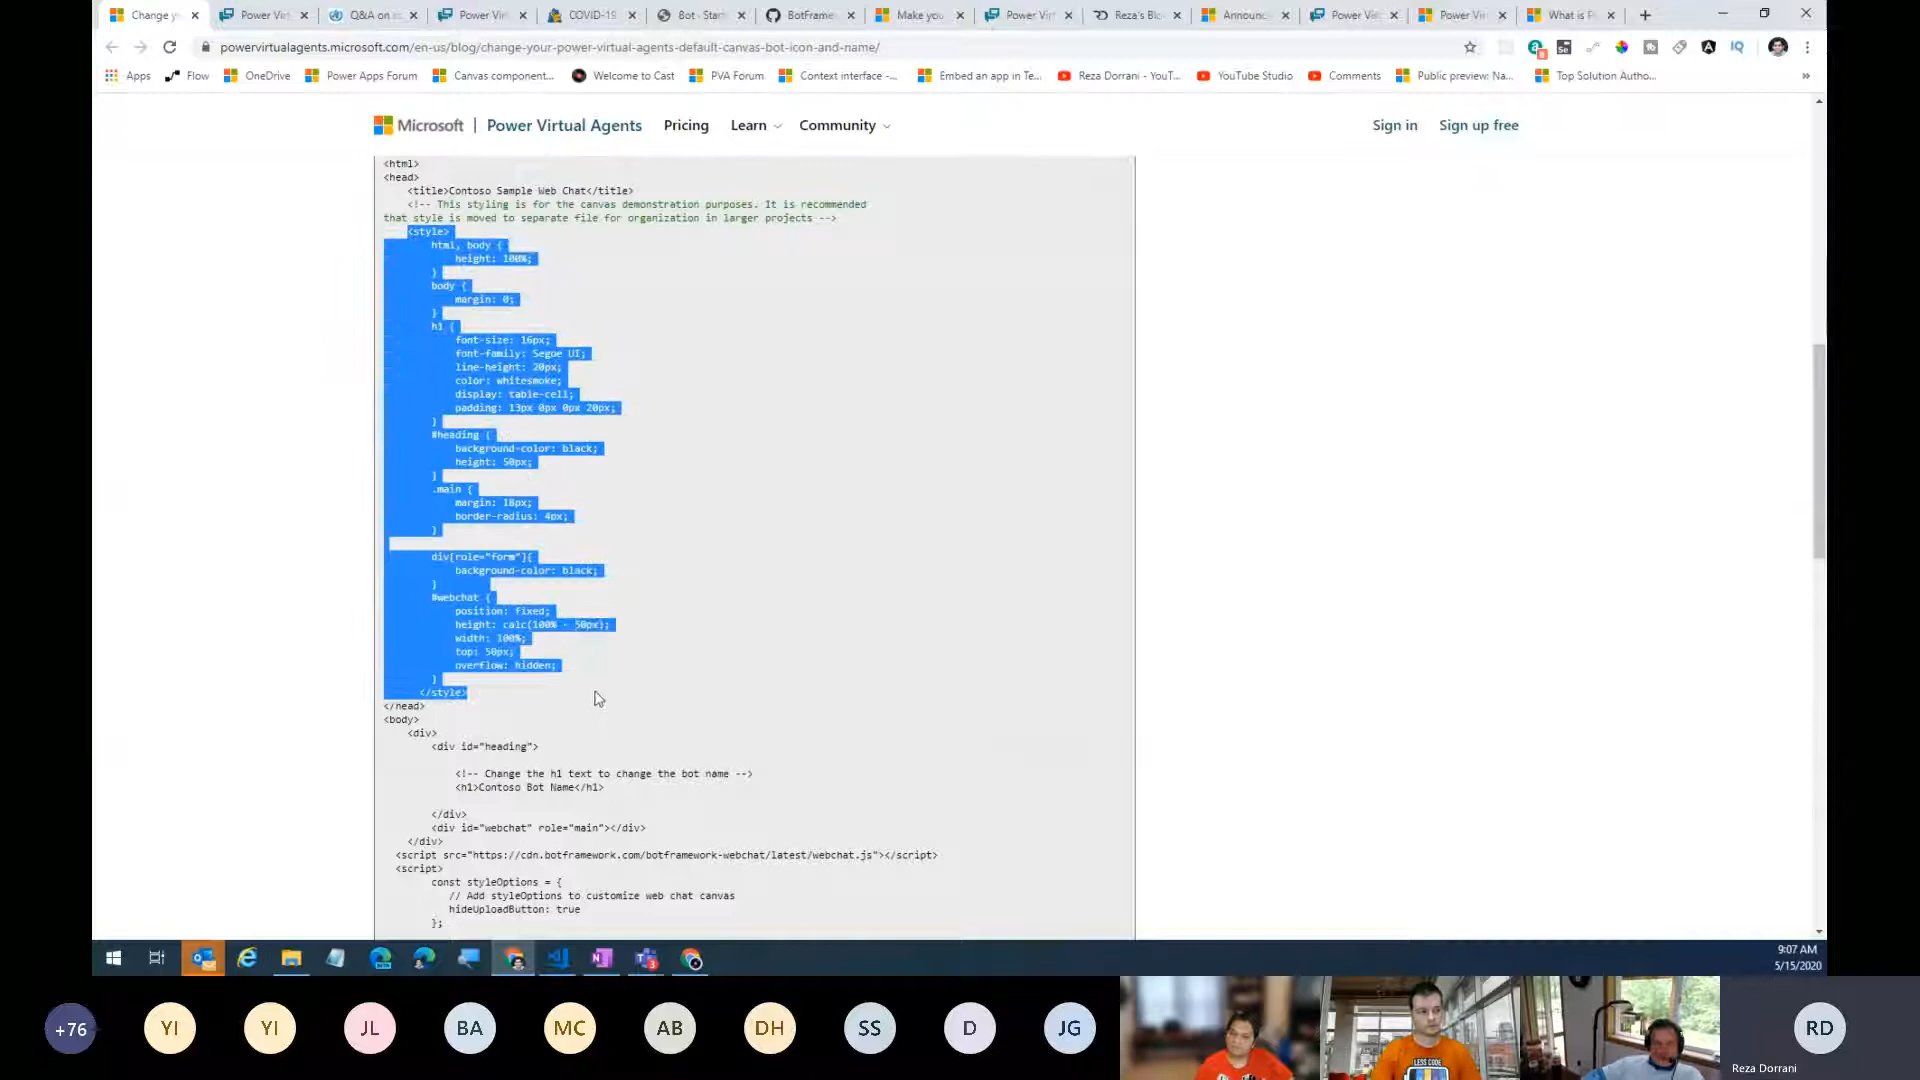 Change y
Power Virt
Q&A on
Power Vir
COVID-19
Bot - Start
BotFrame
Make you
Power Virt
Reza's Blo
Announc
Power Virt
Power Vir
What is P
powervirtualagents.microsoft.com/en-us/blog/change-your-power-virtual-agents-default-canvas-bot-icon-and-name/
Apps
Flow
OneDrive
Power Apps Forum
Canvas component...
Welcome to Cast
PVA Forum
Context interface -...
Embed an app in Te...
Reza Dorrani - YouT...
YouTube Studio
Comments
Public preview: Na...
Top Solution Autho...
»
Microsoft | Power Virtual Agents Pricing Learn Community Sign in Sign up free
<html>
<head>
<title>Contoso Sample Web Chat</title>
<!-- This styling is for the canvas demonstration purposes. It is recommended
that style is moved to separate file for organization in larger projects -->
<style>
html, body {
height: 100%;
}
body {
margin: 0;
}
h1 {
font-size: 16px;
font-family: Segoe UI;
line-height: 20px;
color: whitesmoke;
display: table-cell;
padding: 13px 0px 0px 20px;
}
#heading {
background-color: black;
height: 50px;
}
.main {
margin: 18px;
border-radius: 4px;
}
div[role="form"]{
background-color: black;
}
#webchat {
position: fixed;
height: calc(100% - 50px);
width: 100%;
top: 50px;
overflow: hidden;
}
</style>
</head>
<body>
<div>
<div id="heading">
<!-- Change the h1 text to change the bot name -->
<h1>Contoso Bot Name</h1>
</div>
<div id="webchat" role="main"></div>
</div>
<script src="https://cdn.botframework.com/botframework-webchat/latest/webchat.js"></script>
<script>
const styleOptions = {
// Add styleOptions to customize web chat canvas
hideUploadButton: true
};
9:07 AM
5/15/2020
+76
YI
YI
JL
BA
MC
AB
DH
SS
D
JG
LESS CODE
RD
Reza Dorrani